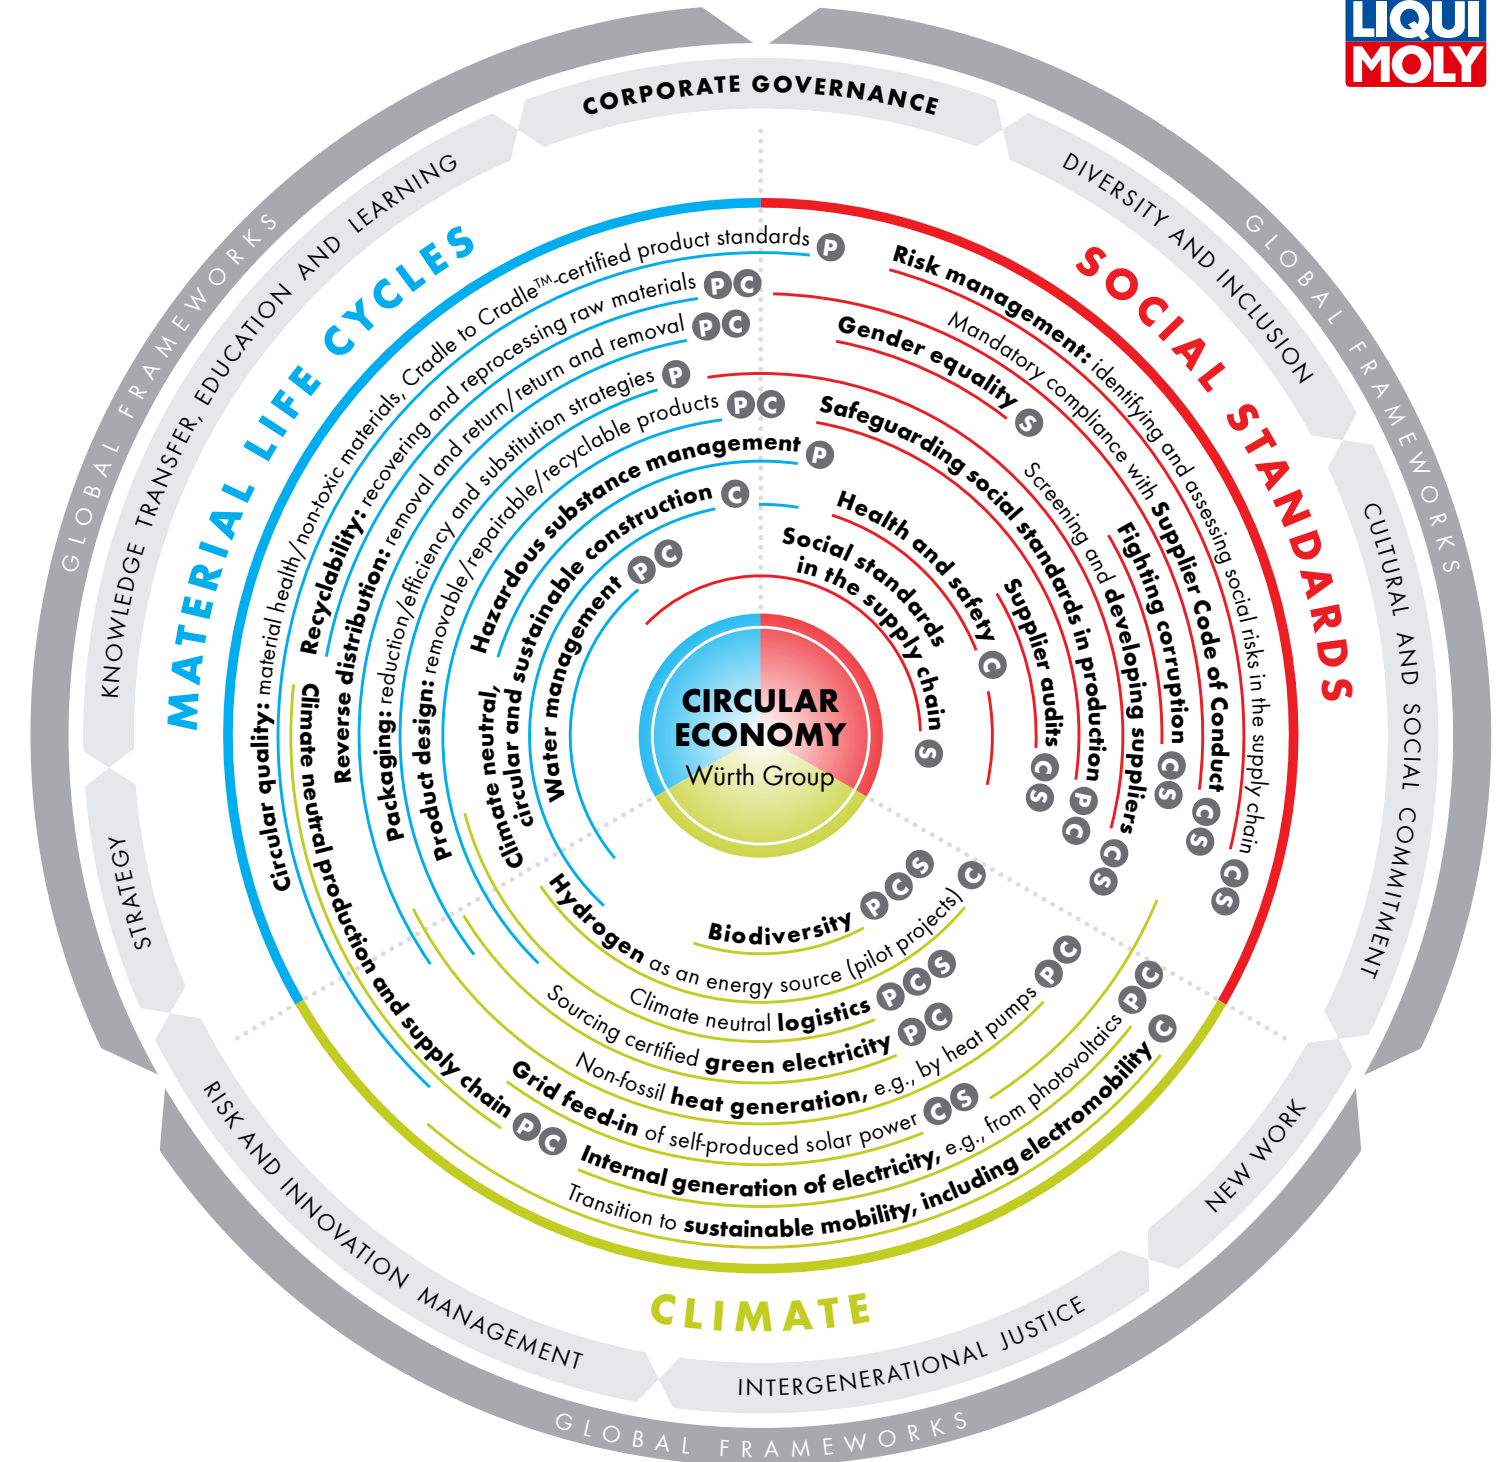 LIQUI
MOLY
CORPORATE GOVERNANCE
DIVERSITY AND INCLUSION
CULTURAL AND SOCIAL COMMITMENT
NEW WORK
INTERGENERATIONAL JUSTICE
RISK AND INNOVATION MANAGEMENT
STRATEGY
KNOWLEDGE TRANSFER, EDUCATION AND LEARNING
GLOBAL FRAMEWORKS
GLOBAL FRAMEWORKS
GLOBAL FRAMEWORKS
MATERIAL LIFE CYCLES
Circular quality: material health/non-toxic materials, Cradle to Cradle™-certified product standards P
Recyclability: recovering and reprocessing raw materials P C
Reverse distribution: removal and return/return and removal P C
Packaging: reduction/efficiency and substitution strategies P
Product design: removable/repairable/recyclable products P C
Hazardous substance management P
Climate neutral,
circular and sustainable construction C
Water management P C
SOCIAL STANDARDS
Risk management: identifying and assessing social risks in the supply chain C S
Mandatory compliance with Supplier Code of Conduct C S
Gender equality S
Fighting corruption C S
Screening and developing suppliers C S
Safeguarding social standards in production P C
Supplier audits C S
Health and safety C
Social standards
in the supply chain S
CIRCULAR
ECONOMY
Würth Group
CLIMATE
Biodiversity P C S
Hydrogen as an energy source (pilot projects) C
Climate neutral logistics P C S
Sourcing certified green electricity P C
Non-fossil heat generation, e.g., by heat pumps P C
Grid feed-in of self-produced solar power C S
Internal generation of electricity, e.g., from photovoltaics P C
Transition to sustainable mobility, including electromobility C
Climate neutral production and supply chain P C